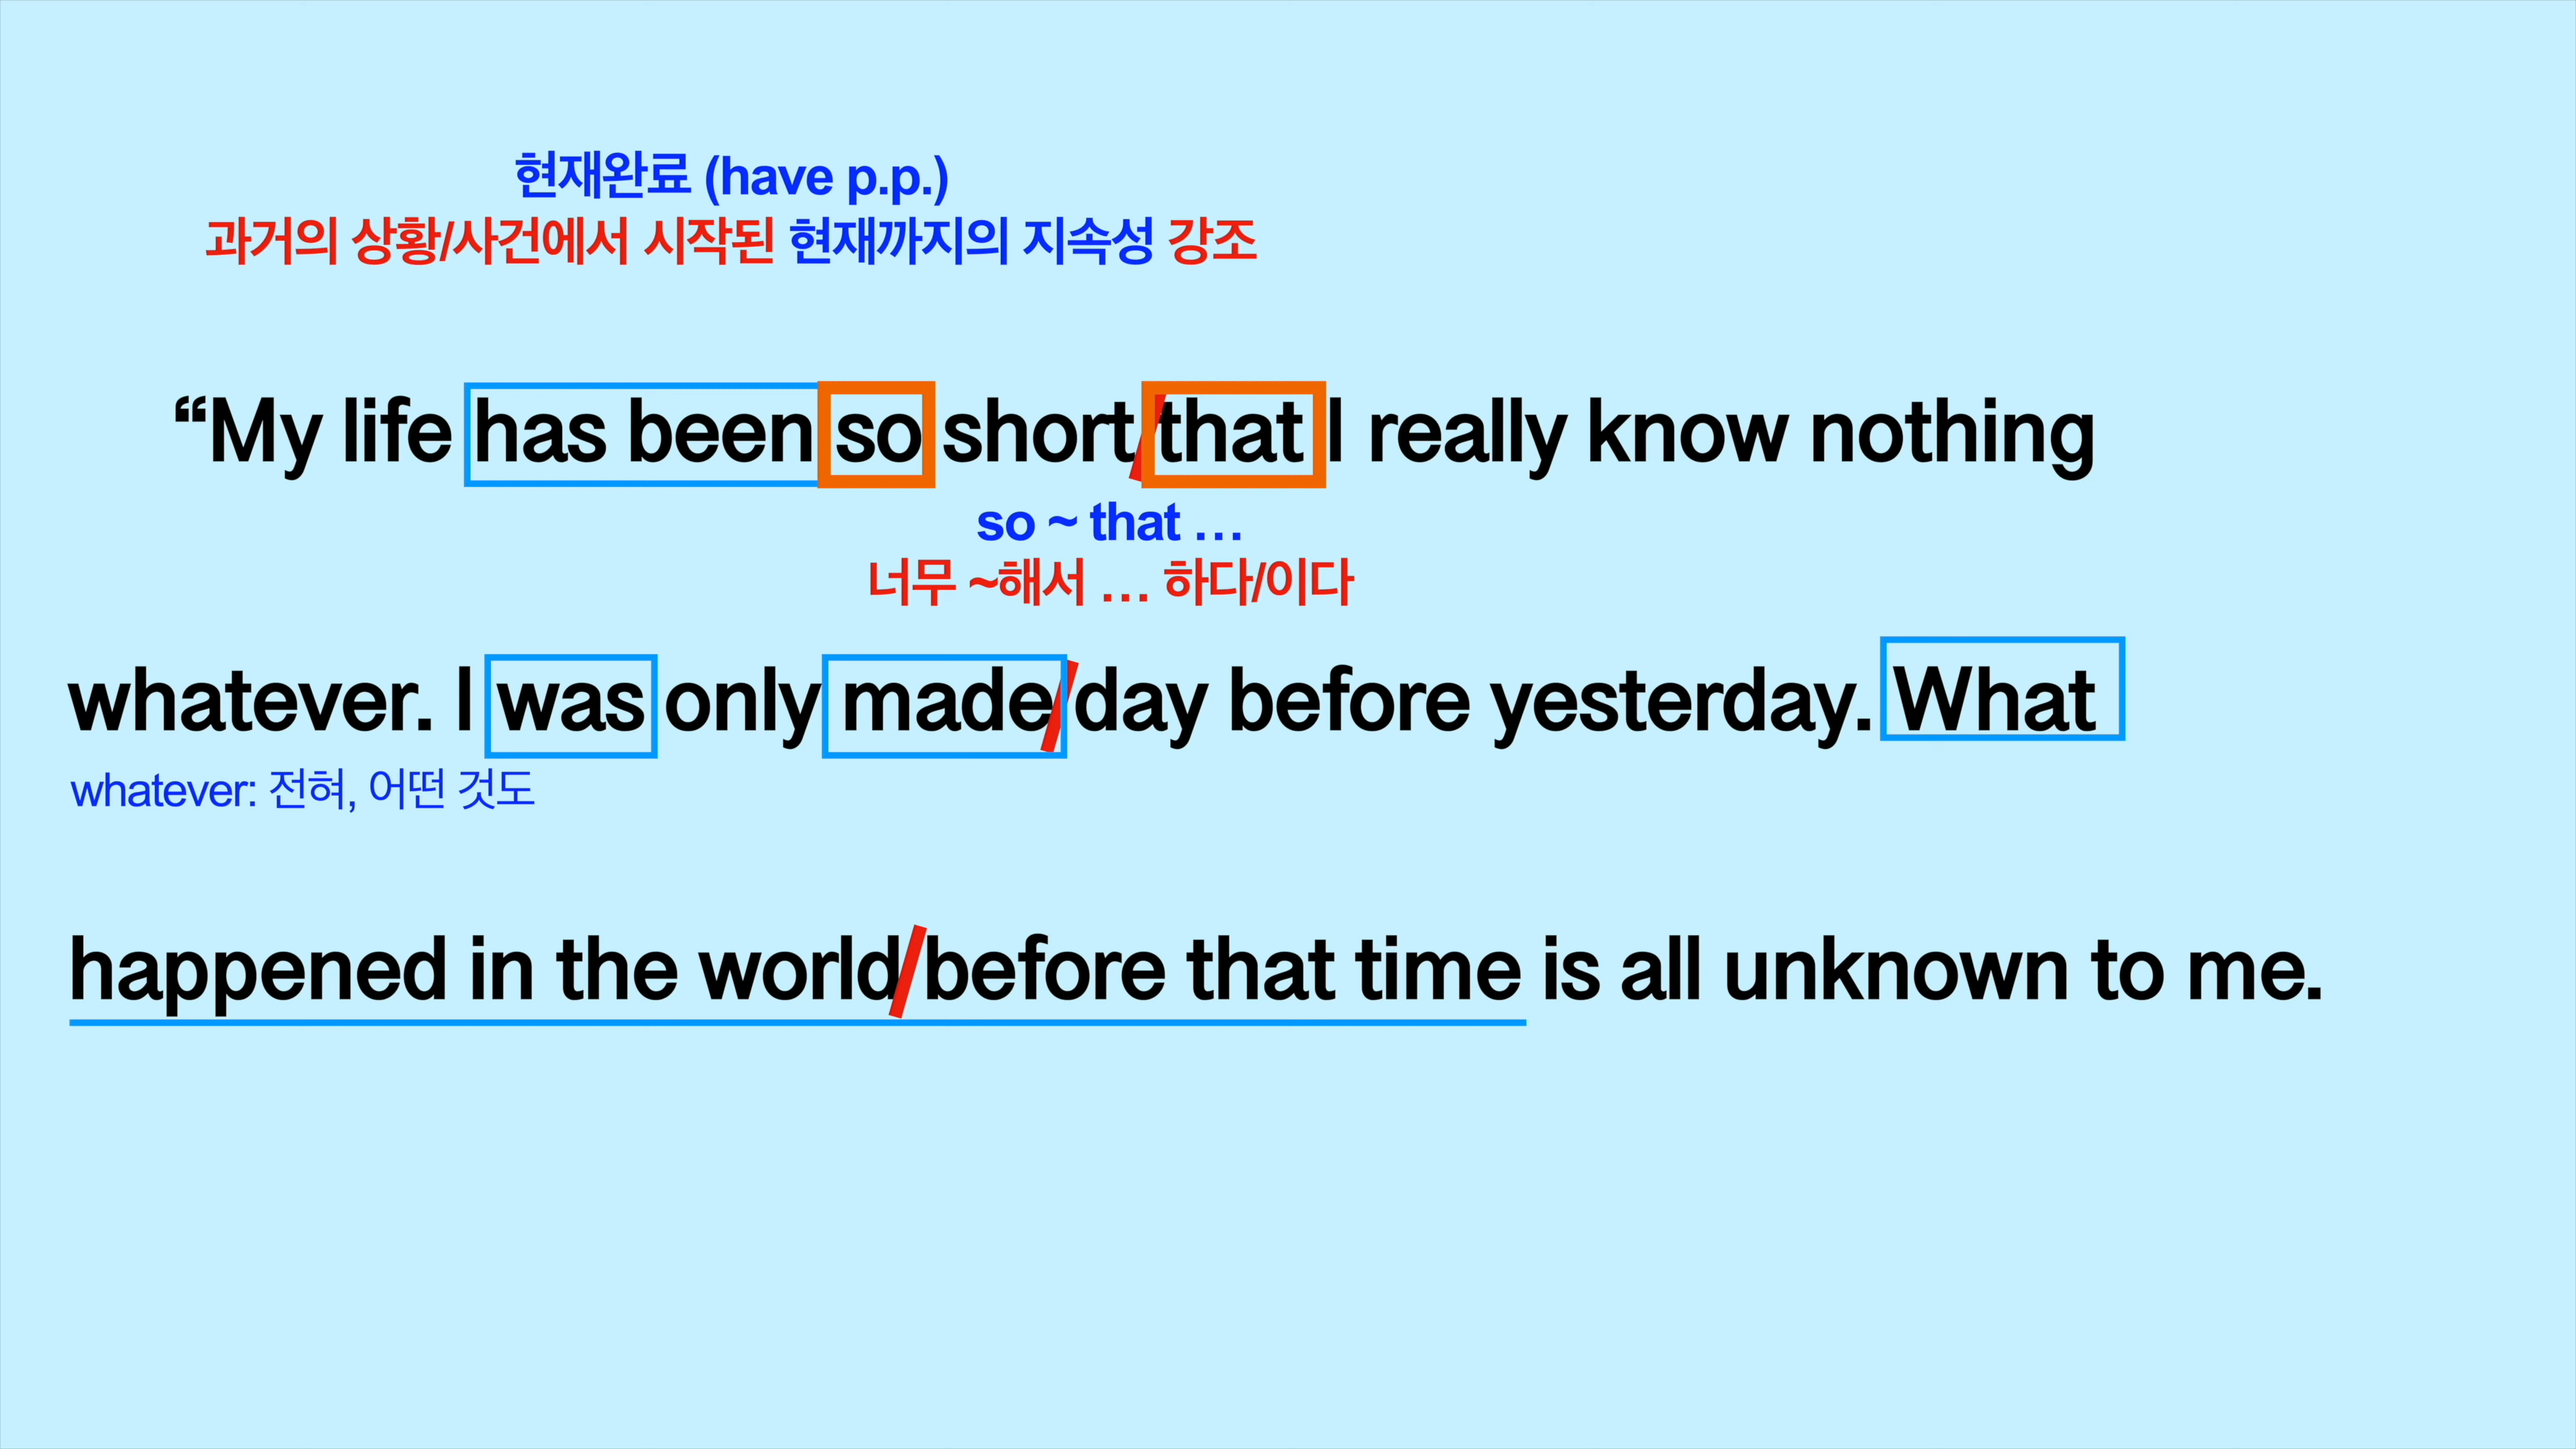 현재완료 (have p.p.)
과거의 상황/사건에서 시작된 현재까지의 지속성 강조
“My life has been so short/that I really know nothing
so ~ that …
너무 ~해서 … 하다/이다
whatever. I was only made/day before yesterday. What
whatever: 전혀, 어떤 것도
happened in the world/before that time is all unknown to me.